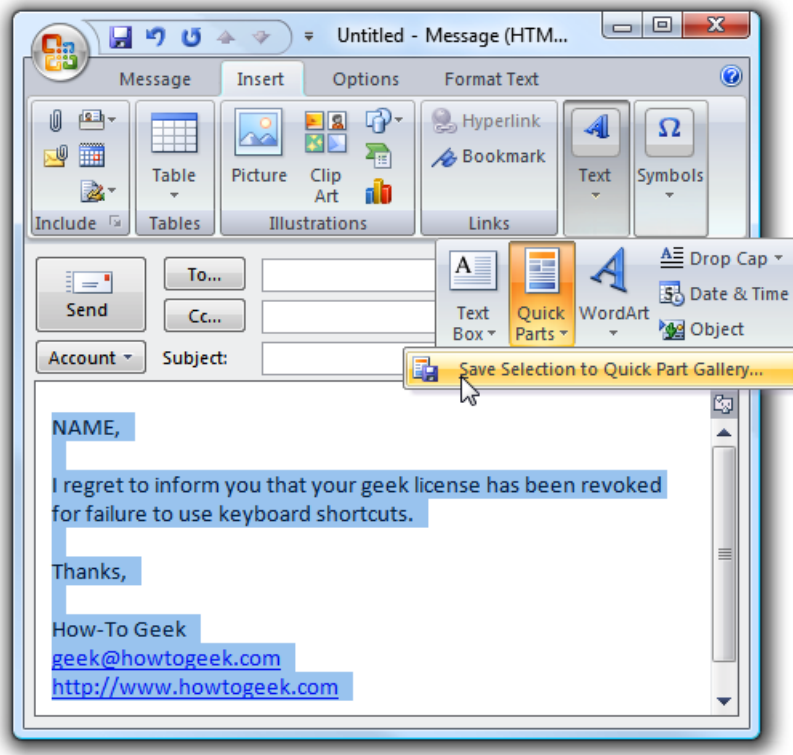 Untitled - Message (HTM...
Message Insert Options Format Text
Hyperlink
Bookmark
Table Picture Clip Art Text Symbols
Include Tables Illustrations Links
Drop Cap
Date & Time
Object
Text Box Quick Parts WordArt
Save Selection to Quick Part Gallery...
Send
To...
Cc...
Account Subject:
NAME,
I regret to inform you that your geek license has been revoked
for failure to use keyboard shortcuts.
Thanks,
How-To Geek
geek@howtogeek.com
http://www.howtogeek.com